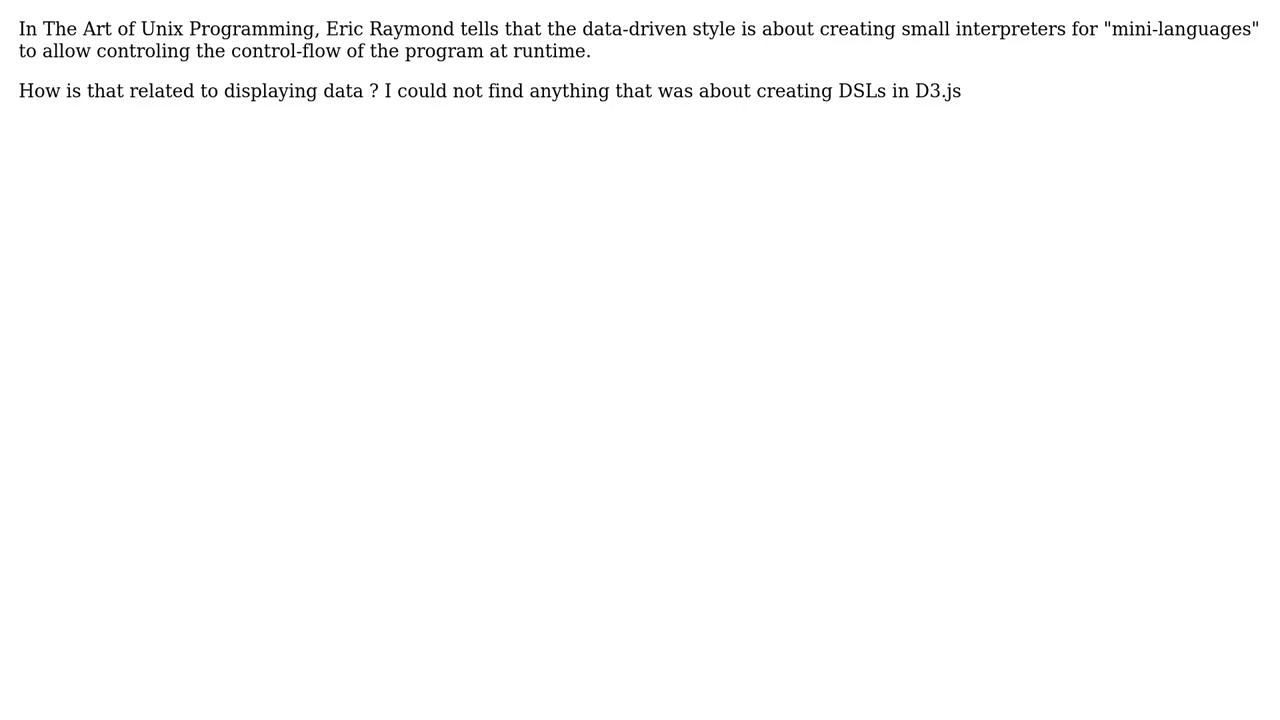 In The Art of Unix Programming, Eric Raymond tells that the data-driven style is about creating small interpreters for "mini-languages"
to allow controling the control-flow of the program at runtime.
How is that related to displaying data ? I could not find anything that was about creating DSLs in D3.js